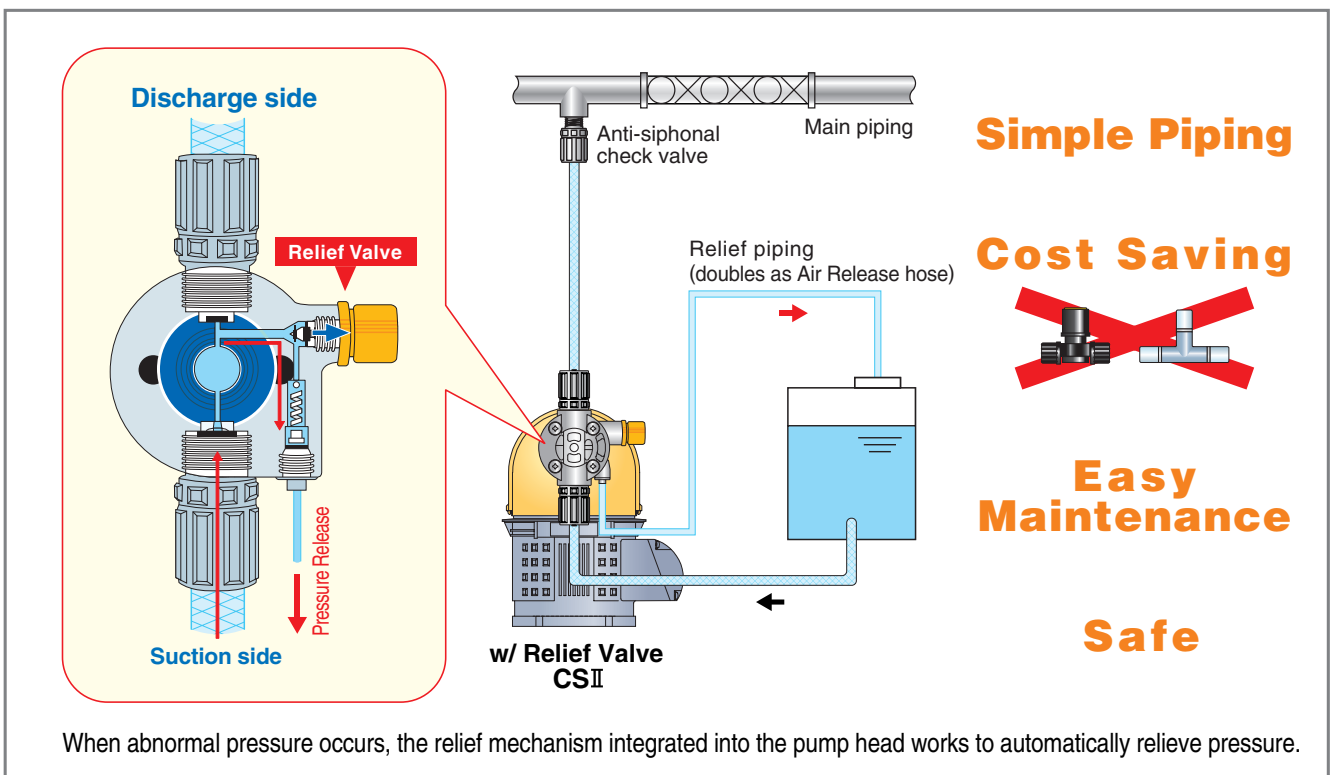 Discharge side
Relief Valve
Pressure Release
Suction side
Anti-siphonal
check valve
Main piping
Relief piping
(doubles as Air Release hose)
w/ Relief Valve
CSⅡ
Simple Piping
Cost Saving
Easy
Maintenance
Safe
When abnormal pressure occurs, the relief mechanism integrated into the pump head works to automatically relieve pressure.